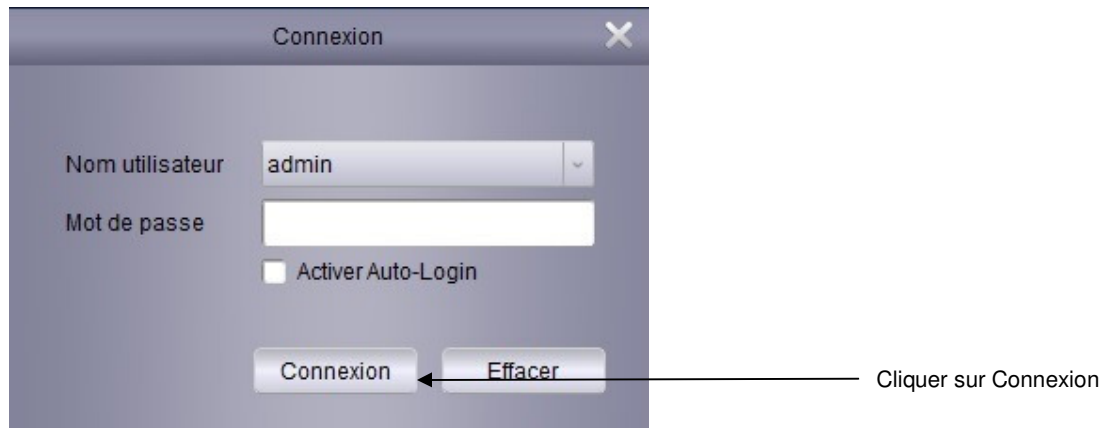 Connexion
Nom utilisateur admin
Mot de passe
Activer Auto-Login
Connexion Effacer Cliquer sur Connexion